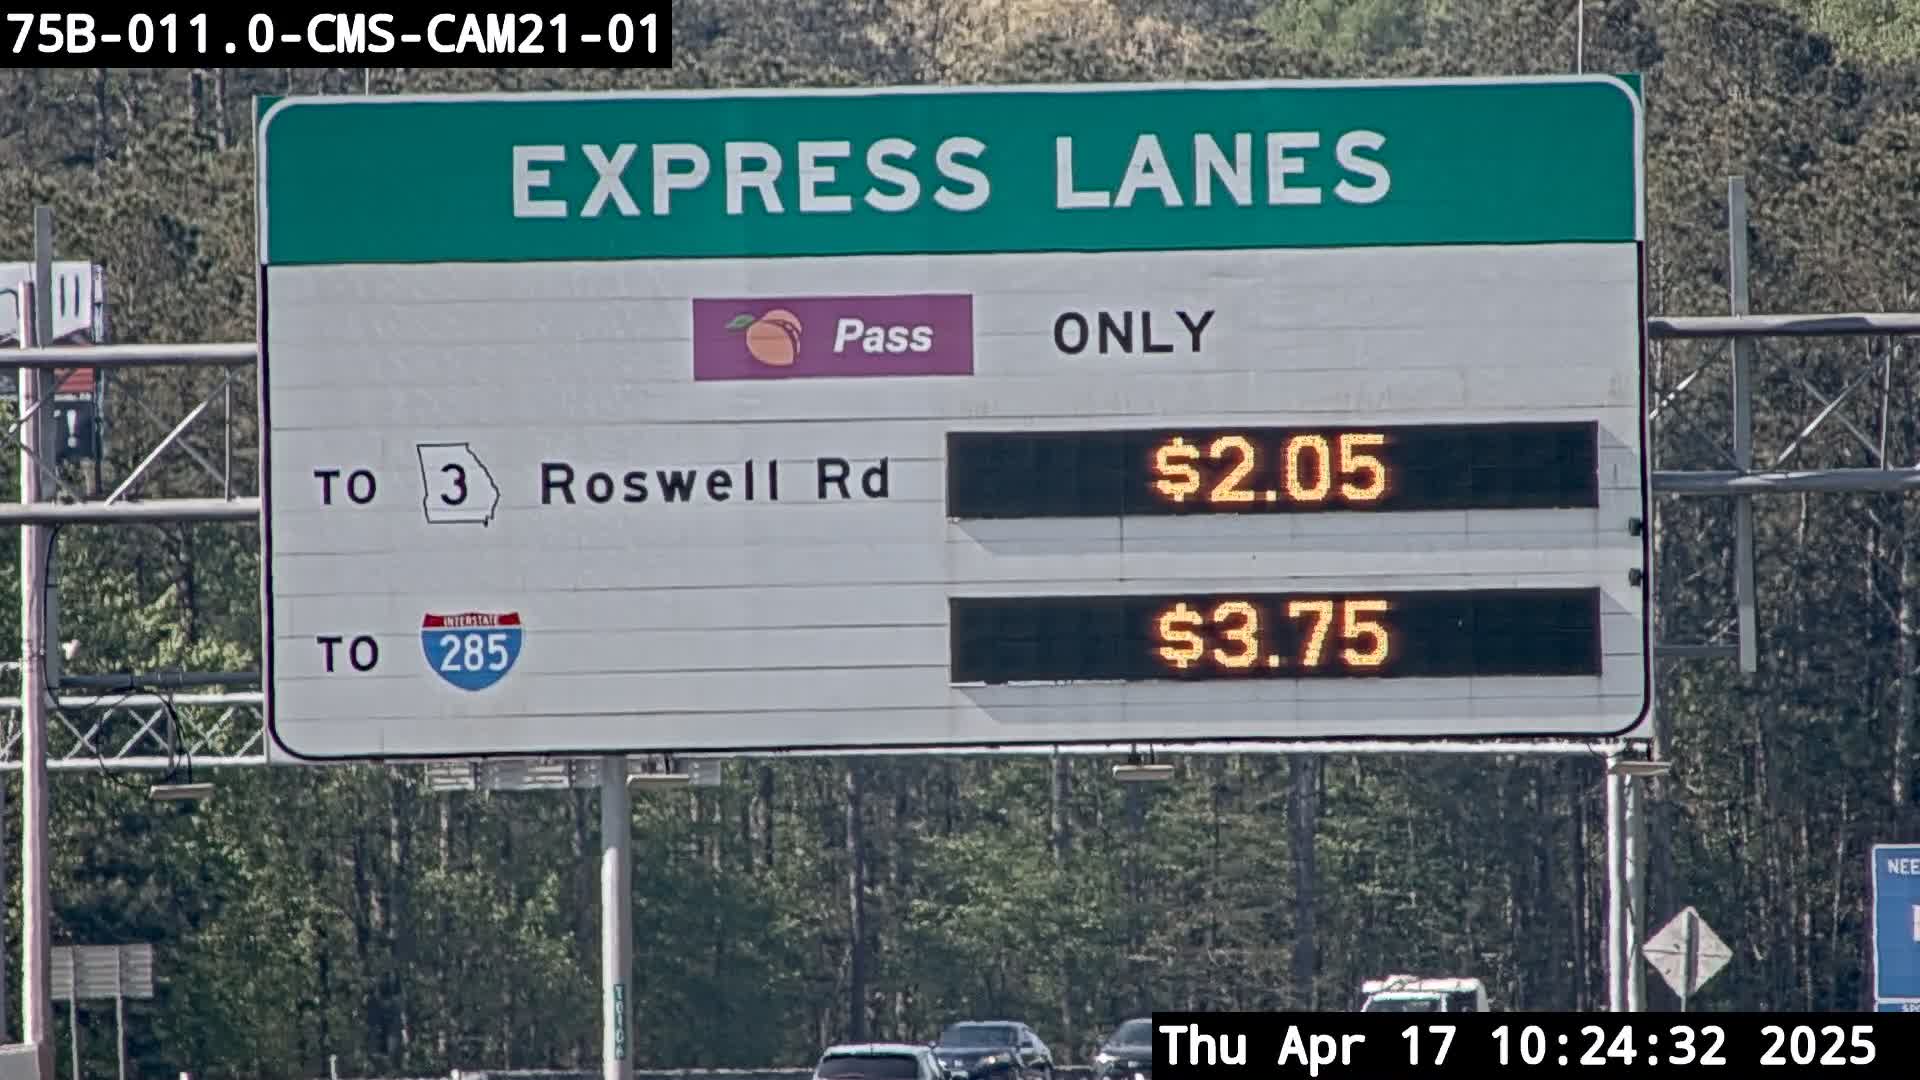 75B-011.0-CMS-CAM21-01
EXPRESS LANES
Pass ONLY
TO 3 Roswell Rd $2.05
TO INTERSTATE 285 $3.75
NEE
Thu Apr 17 10:24:32 2025